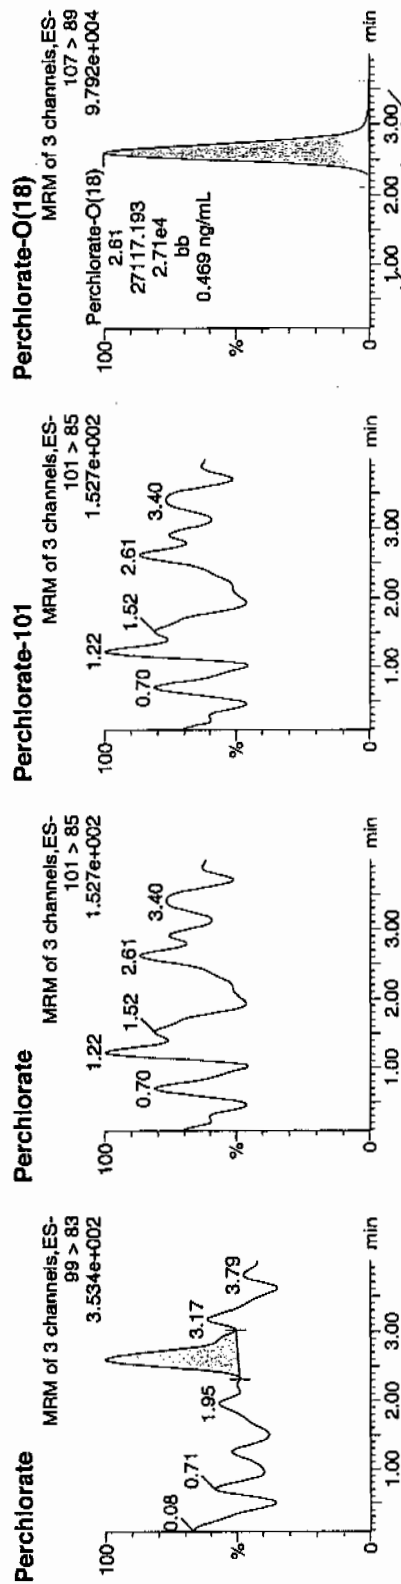 Perchlorate
MRM of 3 channels,ES-
99 > 83
3.534e+002
100
%
0
0.08
0.71
1.95
3.17
3.79
1.00
2.00
3.00
min
Perchlorate
MRM of 3 channels,ES-
101 > 85
1.527e+002
100
%
0
0.70
1.22
1.52
2.61
3.40
1.00
2.00
3.00
min
Perchlorate-101
MRM of 3 channels,ES-
101 > 85
1.527e+002
100
%
0
0.70
1.22
1.52
2.61
3.40
1.00
2.00
3.00
min
Perchlorate-O(18)
MRM of 3 channels,ES-
107 > 89
9.792e+004
100
%
0
Perchlorate-O(18)
2.61
27117.193
2.71e4
bb
0.469 ng/mL
1.00
2.00
3.00
min